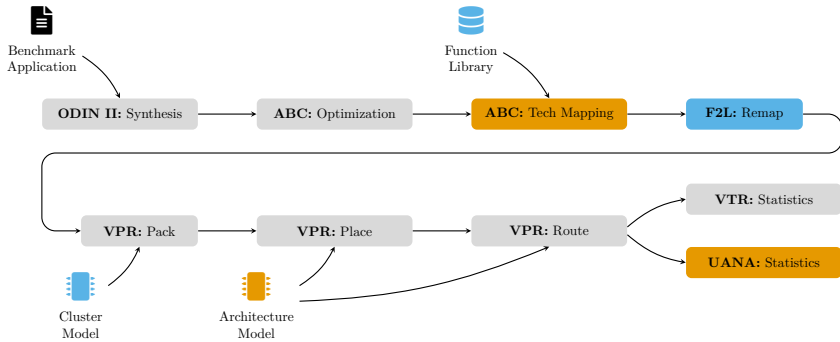 Benchmark
Application
Function
Library
ODIN II: Synthesis
ABC: Optimization
ABC: Tech Mapping
F2L: Remap
VPR: Pack
VPR: Place
VPR: Route
VTR: Statistics
UANA: Statistics
Cluster
Model
Architecture
Model